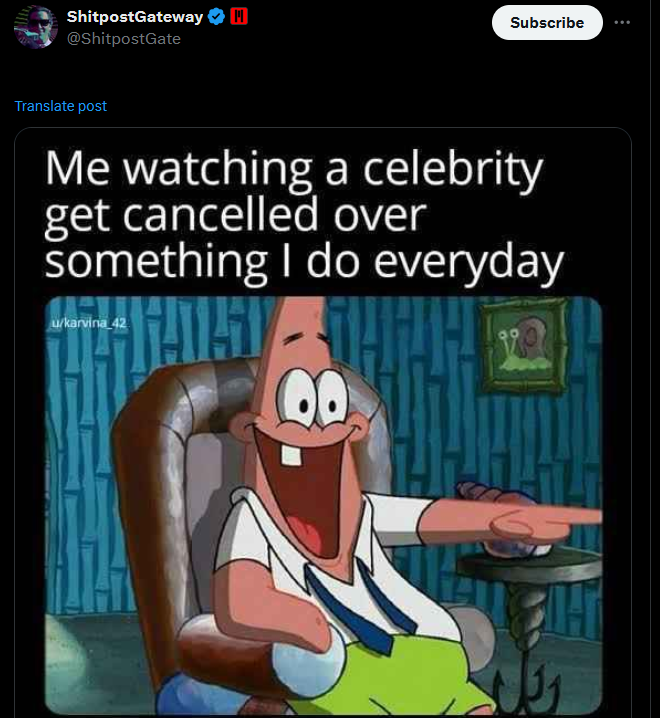 ShitpostGateway
@ShitpostGate
Subscribe
Translate post
Me watching a celebrity
get cancelled over
something I do everyday
u/karvina_42